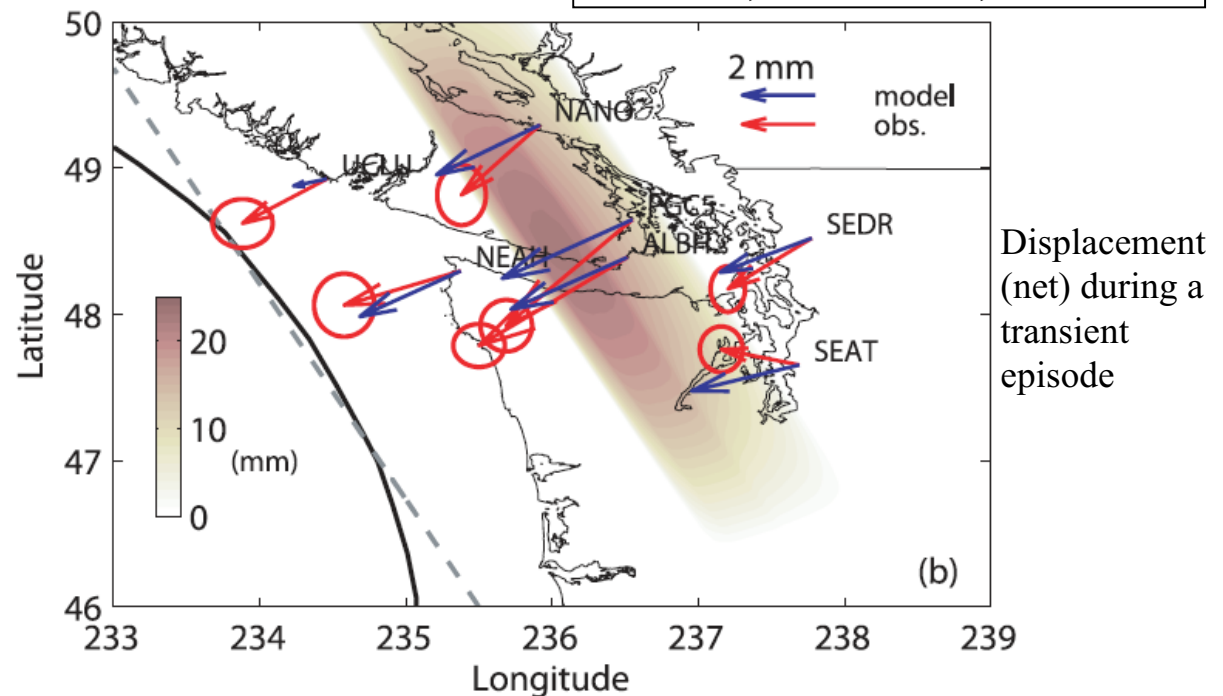 50
49
48
47
46
Latitude
233
234
235
236
237
238
239
Longitude
2 mm
model
obs.
NANO
UCLU
PGC5
ALBH
NEAH
SEDR
SEAT
20
10
(mm)
0
(b)
Displacement
(net) during a
transient
episode